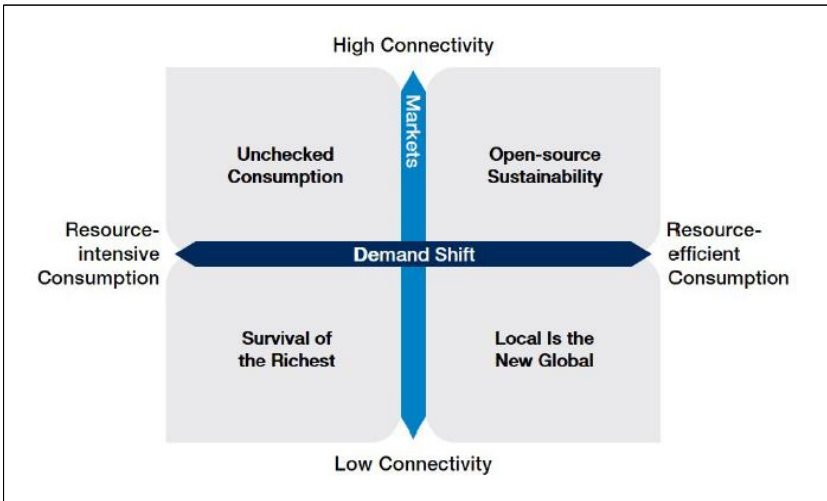 High Connectivity
Markets
Unchecked
Consumption
Open-source
Sustainability
Resource-
intensive
Consumption
Demand Shift
Resource-
efficient
Consumption
Survival of
the Richest
Local Is the
New Global
Low Connectivity